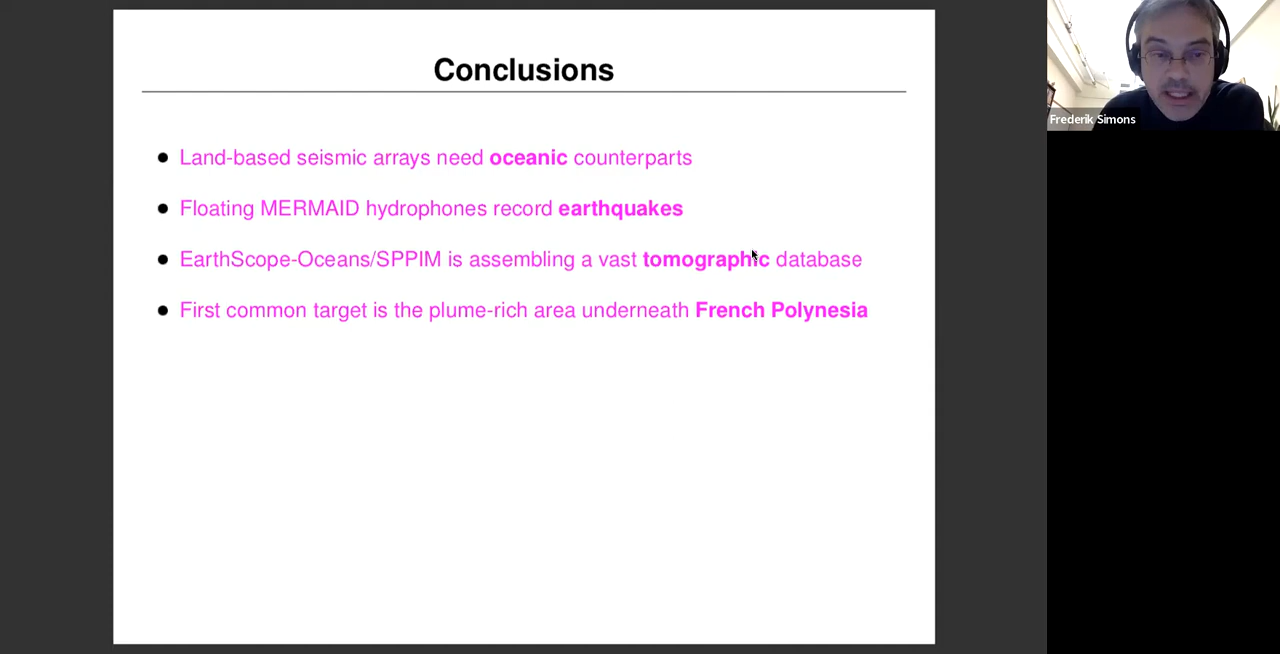 Conclusions
Land-based seismic arrays need oceanic counterparts
Floating MERMAID hydrophones record earthquakes
EarthScope-Oceans/SPPIM is assembling a vast tomographic database
First common target is the plume-rich area underneath French Polynesia
Frederik Simons